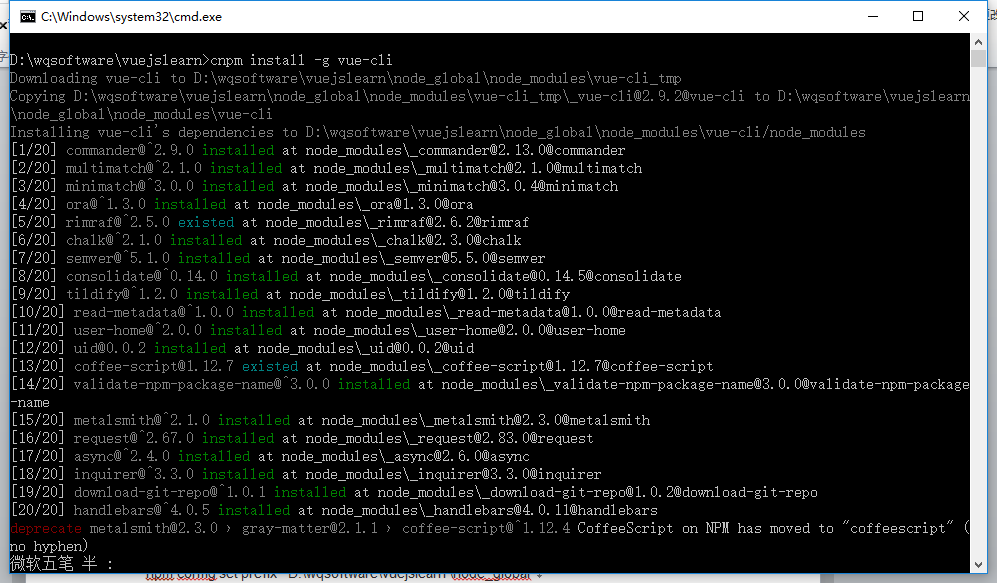 C:\Windows\system32\cmd.exe
D:\wqsoftware\vuejslearn>cnpm install -g vue-cli
Downloading vue-cli to D:\wqsoftware\vuejslearn\node_global\node_modules\vue-cli_tmp
Copying D:\wqsoftware\vuejslearn\node_global\node_modules\vue-cli_tmp\_vue-cli@2.9.2@vue-cli to D:\wqsoftware\vuejslearn
\node_global\node_modules\vue-cli
Installing vue-cli's dependencies to D:\wqsoftware\vuejslearn\node_global\node_modules\vue-cli/node_modules
[1/20] commander@^2.9.0 installed at node_modules\_commander@2.13.0@commander
[2/20] multimatch@^2.1.0 installed at node_modules\_multimatch@2.1.0@multimatch
[3/20] minimatch@^3.0.0 installed at node_modules\_minimatch@3.0.4@minimatch
[4/20] ora@^1.3.0 installed at node_modules\_ora@1.3.0@ora
[5/20] rimraf@^2.5.0 existed at node_modules\_rimraf@2.6.2@rimraf
[6/20] chalk@^2.1.0 installed at node_modules\_chalk@2.3.0@chalk
[7/20] semver@^5.1.0 installed at node_modules\_semver@5.5.0@semver
[8/20] consolidate@^0.14.0 installed at node_modules\_consolidate@0.14.5@consolidate
[9/20] tildify@^1.2.0 installed at node_modules\_tildify@1.2.0@tildify
[10/20] read-metadata@^1.0.0 installed at node_modules\_read-metadata@1.0.0@read-metadata
[11/20] user-home@^2.0.0 installed at node_modules\_user-home@2.0.0@user-home
[12/20] uid@0.0.2 installed at node_modules\_uid@0.0.2@uid
[13/20] coffee-script@1.12.7 existed at node_modules\_coffee-script@1.12.7@coffee-script
[14/20] validate-npm-package-name@^3.0.0 installed at node_modules\_validate-npm-package-name@3.0.0@validate-npm-package
-name
[15/20] metalsmith@^2.1.0 installed at node_modules\_metalsmith@2.3.0@metalsmith
[16/20] request@^2.67.0 installed at node_modules\_request@2.83.0@request
[17/20] async@^2.4.0 installed at node_modules\_async@2.6.0@async
[18/20] inquirer@^3.3.0 installed at node_modules\_inquirer@3.3.0@inquirer
[19/20] download-git-repo@^1.0.1 installed at node_modules\_download-git-repo@1.0.2@download-git-repo
[20/20] handlebars@^4.0.5 installed at node_modules\_handlebars@4.0.11@handlebars
deprecate metalsmith@2.3.0 › gray-matter@2.1.1 › coffee-script@^1.12.4 CoffeeScript on NPM has moved to "coffeescript" (
no hyphen)
微软五笔 半 :
npm config set prefix "D:\wqsoftware\vuejslearn\node_global"